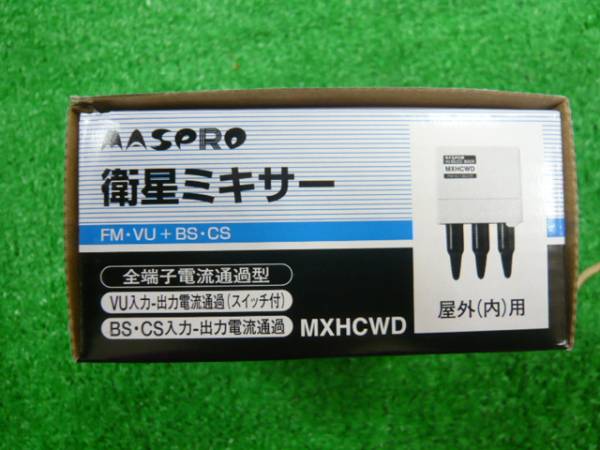 MASPRO
衛星ミキサー
FM・VU+BS・CS
全端子電流通過型
VU入力-出力電流通過(スイッチ付)
BS・CS入力-出力電流通過
MXHCWD
MXHCWD
屋外(内)用